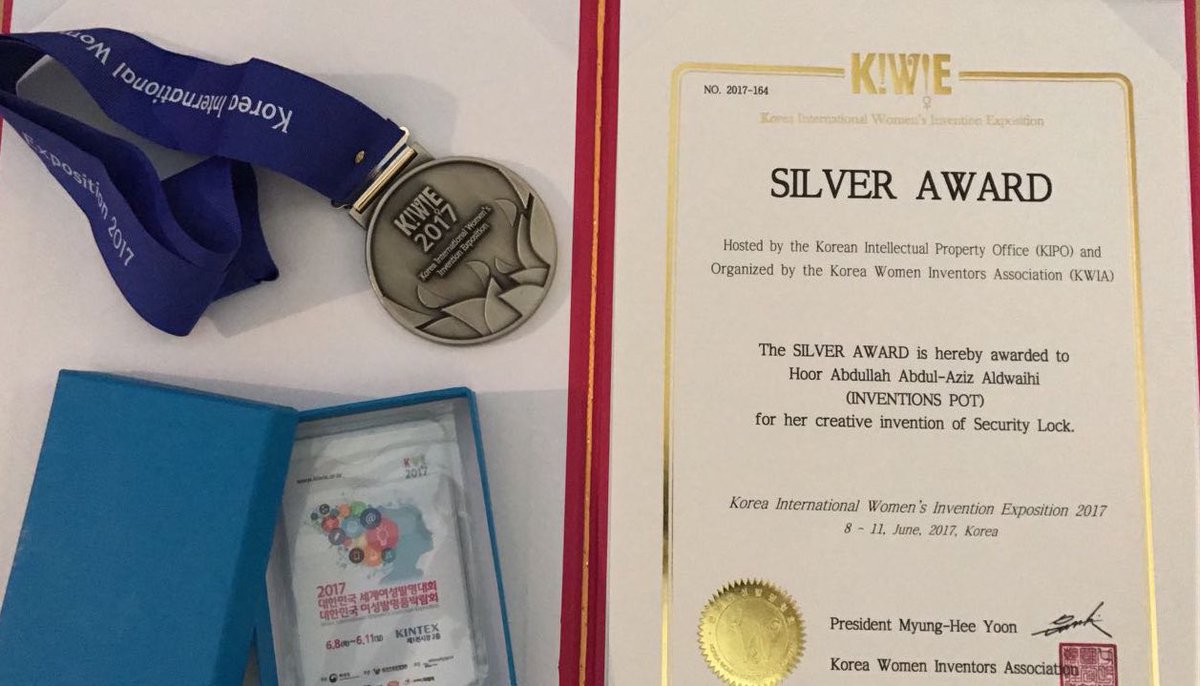 Korea International Wom
Exposition 2017
K!WIE
2017
Korea International Women's
Invention Exposition
2017
2017
대한민국 세계여성발명대회
대한민국 여성발명품박람회
6.8(목)~6.11(일)
KINTEX
K!WIE
NO. 2017-164
Korea International Women's Invention Exposition
SILVER AWARD
Hosted by the Korean Intellectual Property Office (KIPO) and
Organized by the Korea Women Inventors Association (KWIA)
The SILVER AWARD is hereby awarded to
Hoor Abdullah Abdul-Aziz Aldwaihi
(INVENTIONS POT)
for her creative invention of Security Lock.
Korea International Women's Invention Exposition 2017
8 - 11, June, 2017, Korea
President Myung-Hee Yoon
Korea Women Inventors Association